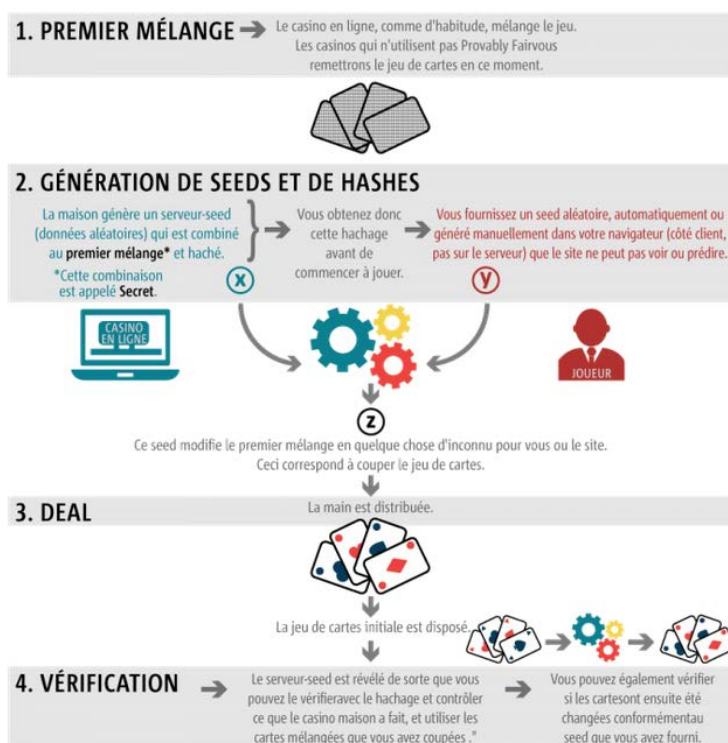 1. PREMIER MÉLANGE
Le casino en ligne, comme d'habitude, mélange le jeu.
Les casinos qui n'utilisent pas Provably Fairvous
remettrons le jeu de cartes en ce moment.
2. GÉNÉRATION DE SEEDS ET DE HASHES
La maison génère un serveur-seed
(données aléatoires) qui est combiné
au premier mélange* et haché.
*Cette combinaison
est appelé Secret.
x
Vous obtenez donc
cette hachage
avant de
commencer à jouer.
Vous fournissez un seed aléatoire, automatiquement ou
généré manuellement dans votre navigateur (côté client,
pas sur le serveur) que le site ne peut pas voir ou prédire.
y
CASINO
EN LIGNE
JOUEUR
z
Ce seed modifie le premier mélange en quelque chose d'inconnu pour vous ou le site.
Ceci correspond à couper le jeu de cartes.
3. DEAL
La main est distribuée.
La jeu de cartes initiale est disposé.
4. VÉRIFICATION
Le serveur-seed est révélé de sorte que vous
pouvez le vérifieravec le hachage et contrôler
ce que le casino maison a fait, et utiliser les
cartes mélangées que vous avez coupées ."
Vous pouvez également vérifier
si les cartesont ensuite été
changées conformémentau
seed que vous avez fourni.